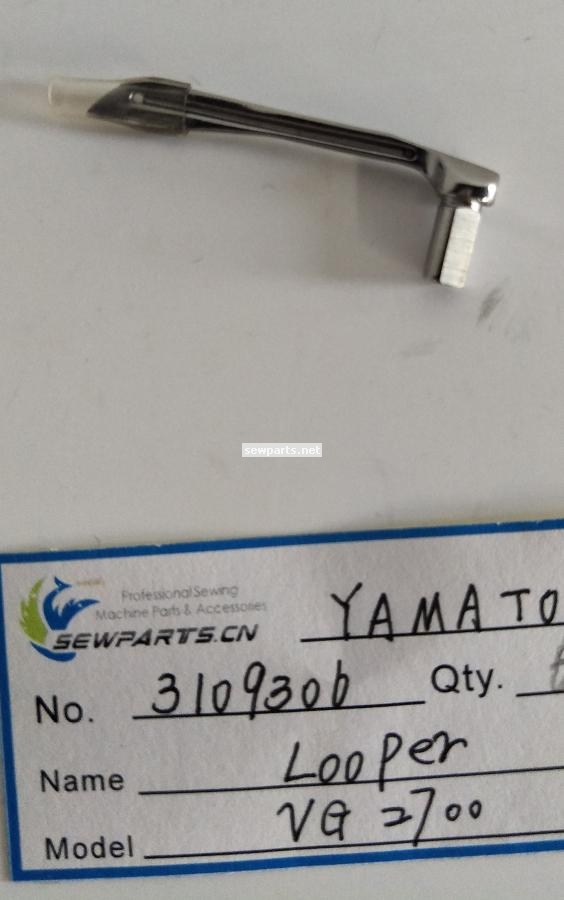 sewparts.net
Professional Sewing
Machine Parts & Accessories
SEWPARTS.CN
YAMATO
No. 3109306 Qty.
Name Looper
Model VG 2700